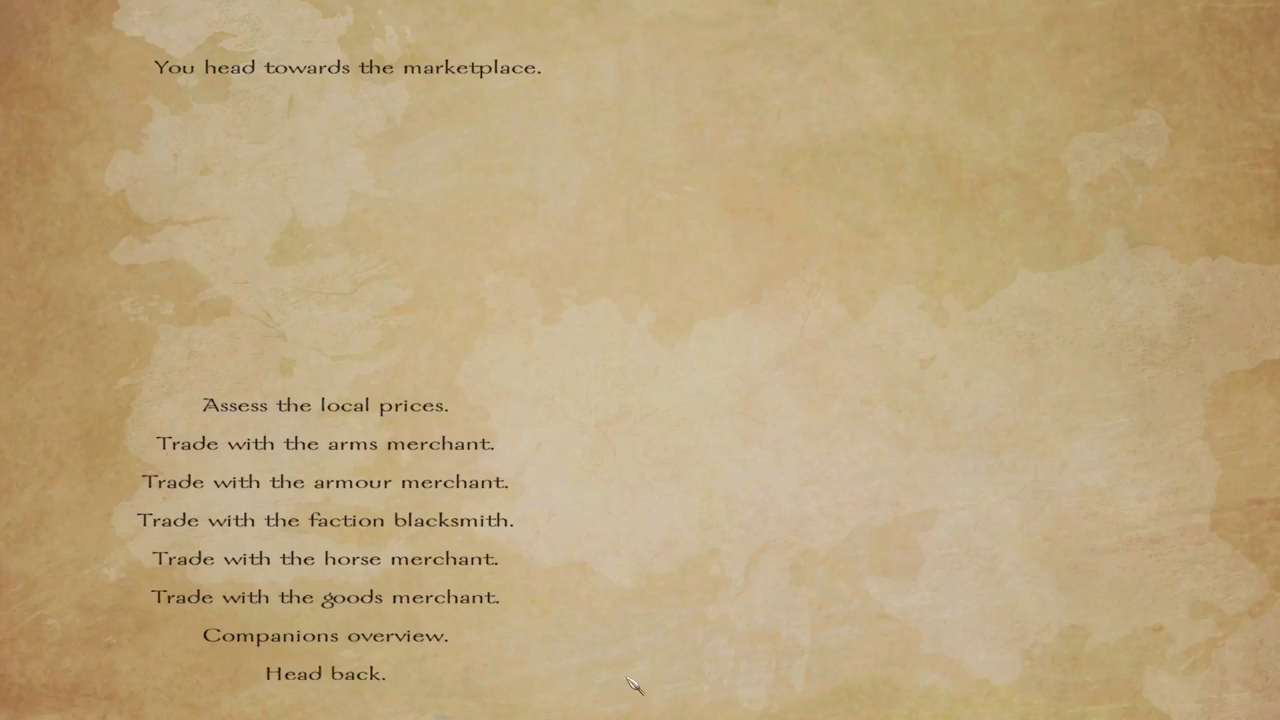 You head towards the marketplace.
Assess the local prices.
Trade with the arms merchant.
Trade with the armour merchant.
Trade with the faction blacksmith.
Trade with the horse merchant.
Trade with the goods merchant.
Companions overview.
Head back.